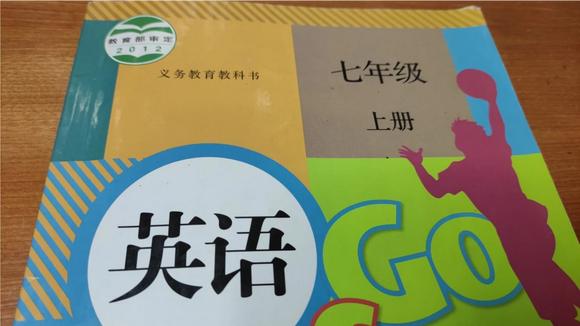 教育部审定
2012
义务教育教科书
七年级
上册
英语
Go